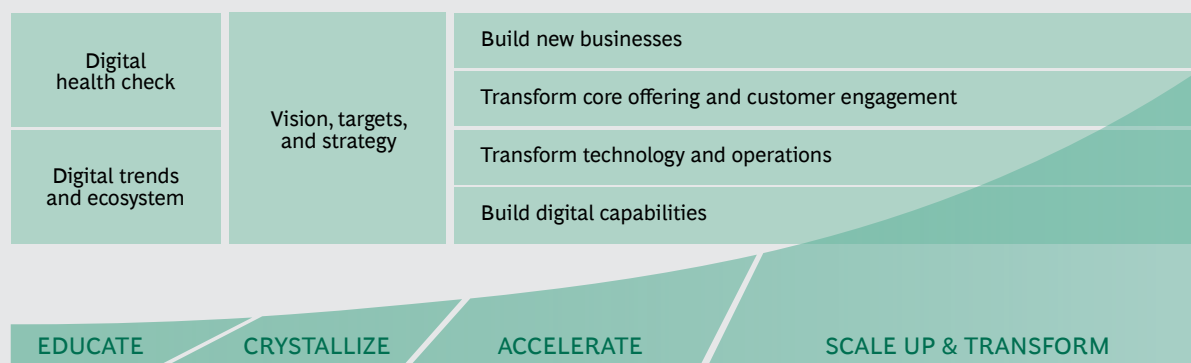 Digital
health check
Digital trends
and ecosystem
Vision, targets,
and strategy
Build new businesses
Transform core offering and customer engagement
Transform technology and operations
Build digital capabilities
EDUCATE
CRYSTALLIZE
ACCELERATE
SCALE UP & TRANSFORM